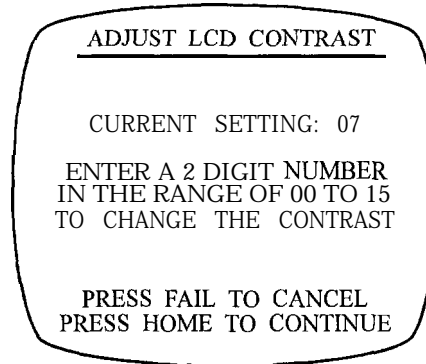 ADJUST LCD CONTRAST
CURRENT SETTING: 07
ENTER A 2 DIGIT NUMBER
IN THE RANGE OF 00 TO 15
TO CHANGE THE CONTRAST
PRESS FAIL TO CANCEL
PRESS HOME TO CONTINUE